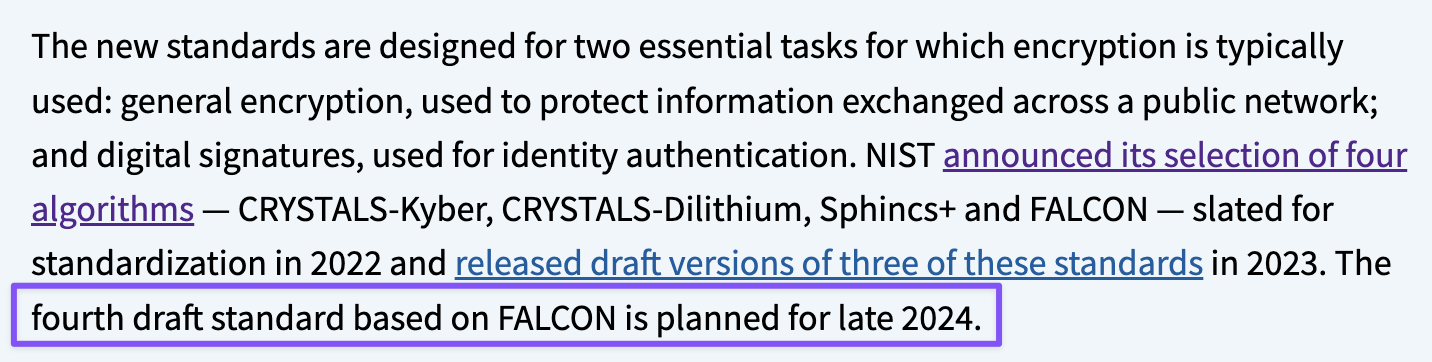 The new standards are designed for two essential tasks for which encryption is typically
used: general encryption, used to protect information exchanged across a public network;
and digital signatures, used for identity authentication. NIST announced its selection of four
algorithms — CRYSTALS-Kyber, CRYSTALS-Dilithium, Sphincs+ and FALCON — slated for
standardization in 2022 and released draft versions of three of these standards in 2023. The
fourth draft standard based on FALCON is planned for late 2024.